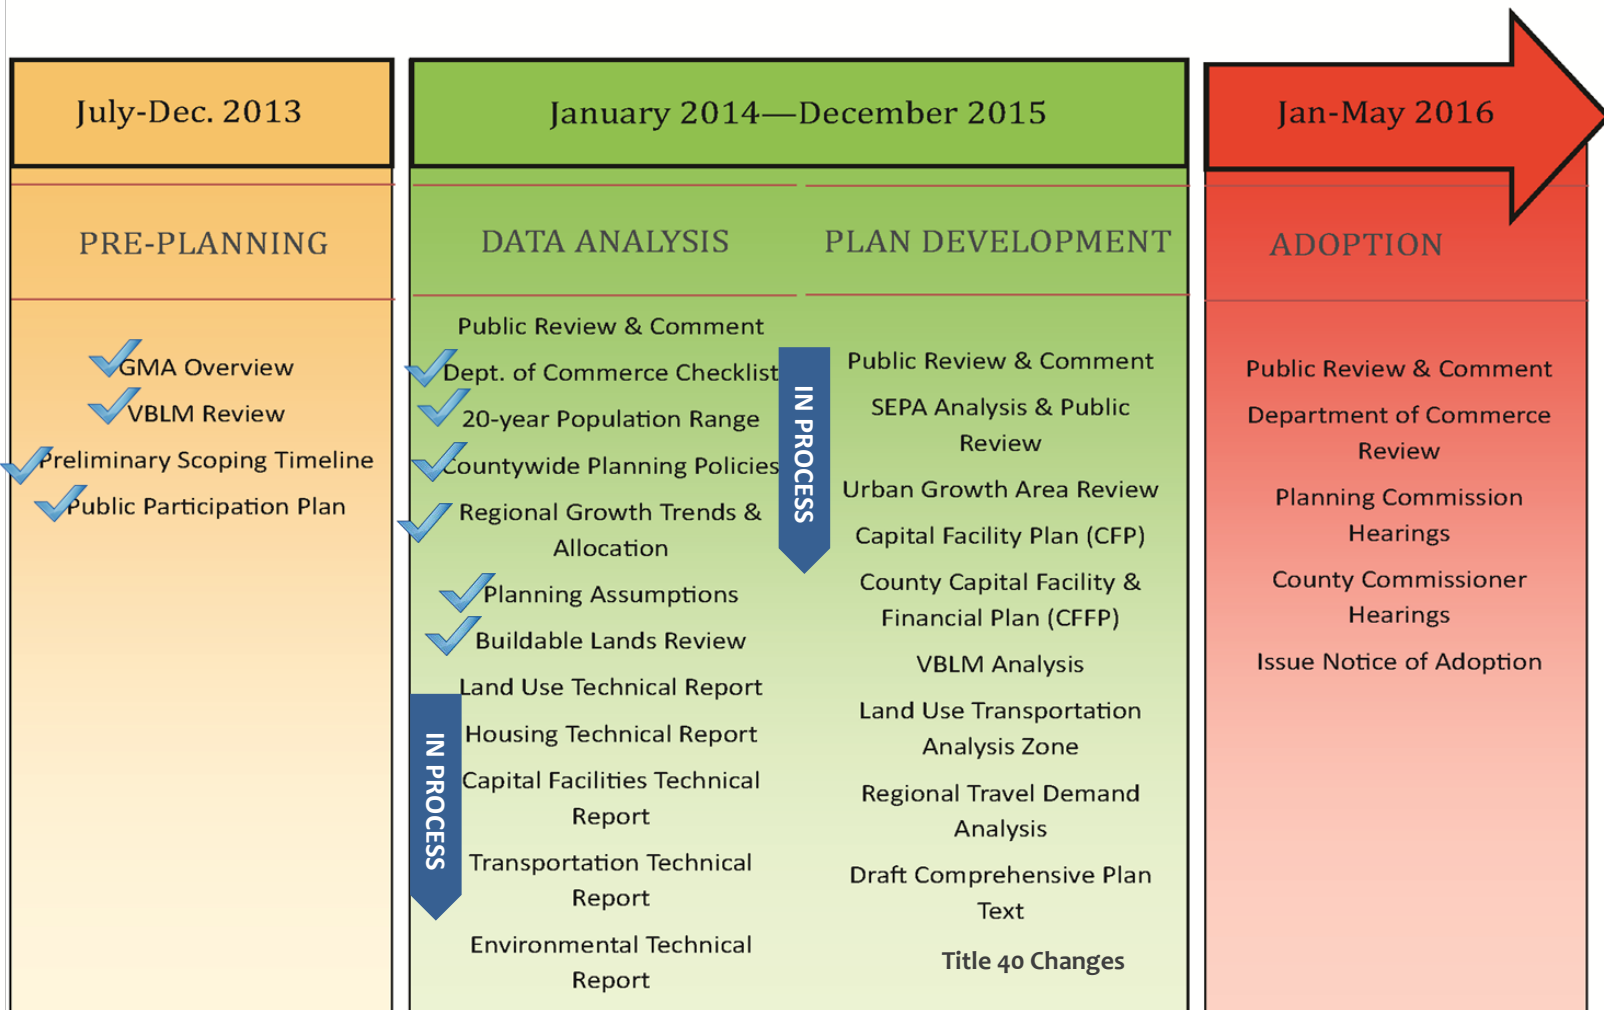 July-Dec. 2013
January 2014—December 2015
Jan-May 2016
PRE-PLANNING
GMA Overview
VBLM Review
Preliminary Scoping Timeline
Public Participation Plan
DATA ANALYSIS
Public Review & Comment
Dept. of Commerce Checklist
20-year Population Range
Countywide Planning Policies
Regional Growth Trends &
Allocation
Planning Assumptions
Buildable Lands Review
Land Use Technical Report
Housing Technical Report
Capital Facilities Technical
Report
Transportation Technical
Report
Environmental Technical
Report
IN PROCESS
PLAN DEVELOPMENT
IN PROCESS
Public Review & Comment
SEPA Analysis & Public
Review
Urban Growth Area Review
Capital Facility Plan (CFP)
County Capital Facility &
Financial Plan (CFFP)
VBLM Analysis
Land Use Transportation
Analysis Zone
Regional Travel Demand
Analysis
Draft Comprehensive Plan
Text
Title 40 Changes
ADOPTION
Public Review & Comment
Department of Commerce
Review
Planning Commission
Hearings
County Commissioner
Hearings
Issue Notice of Adoption